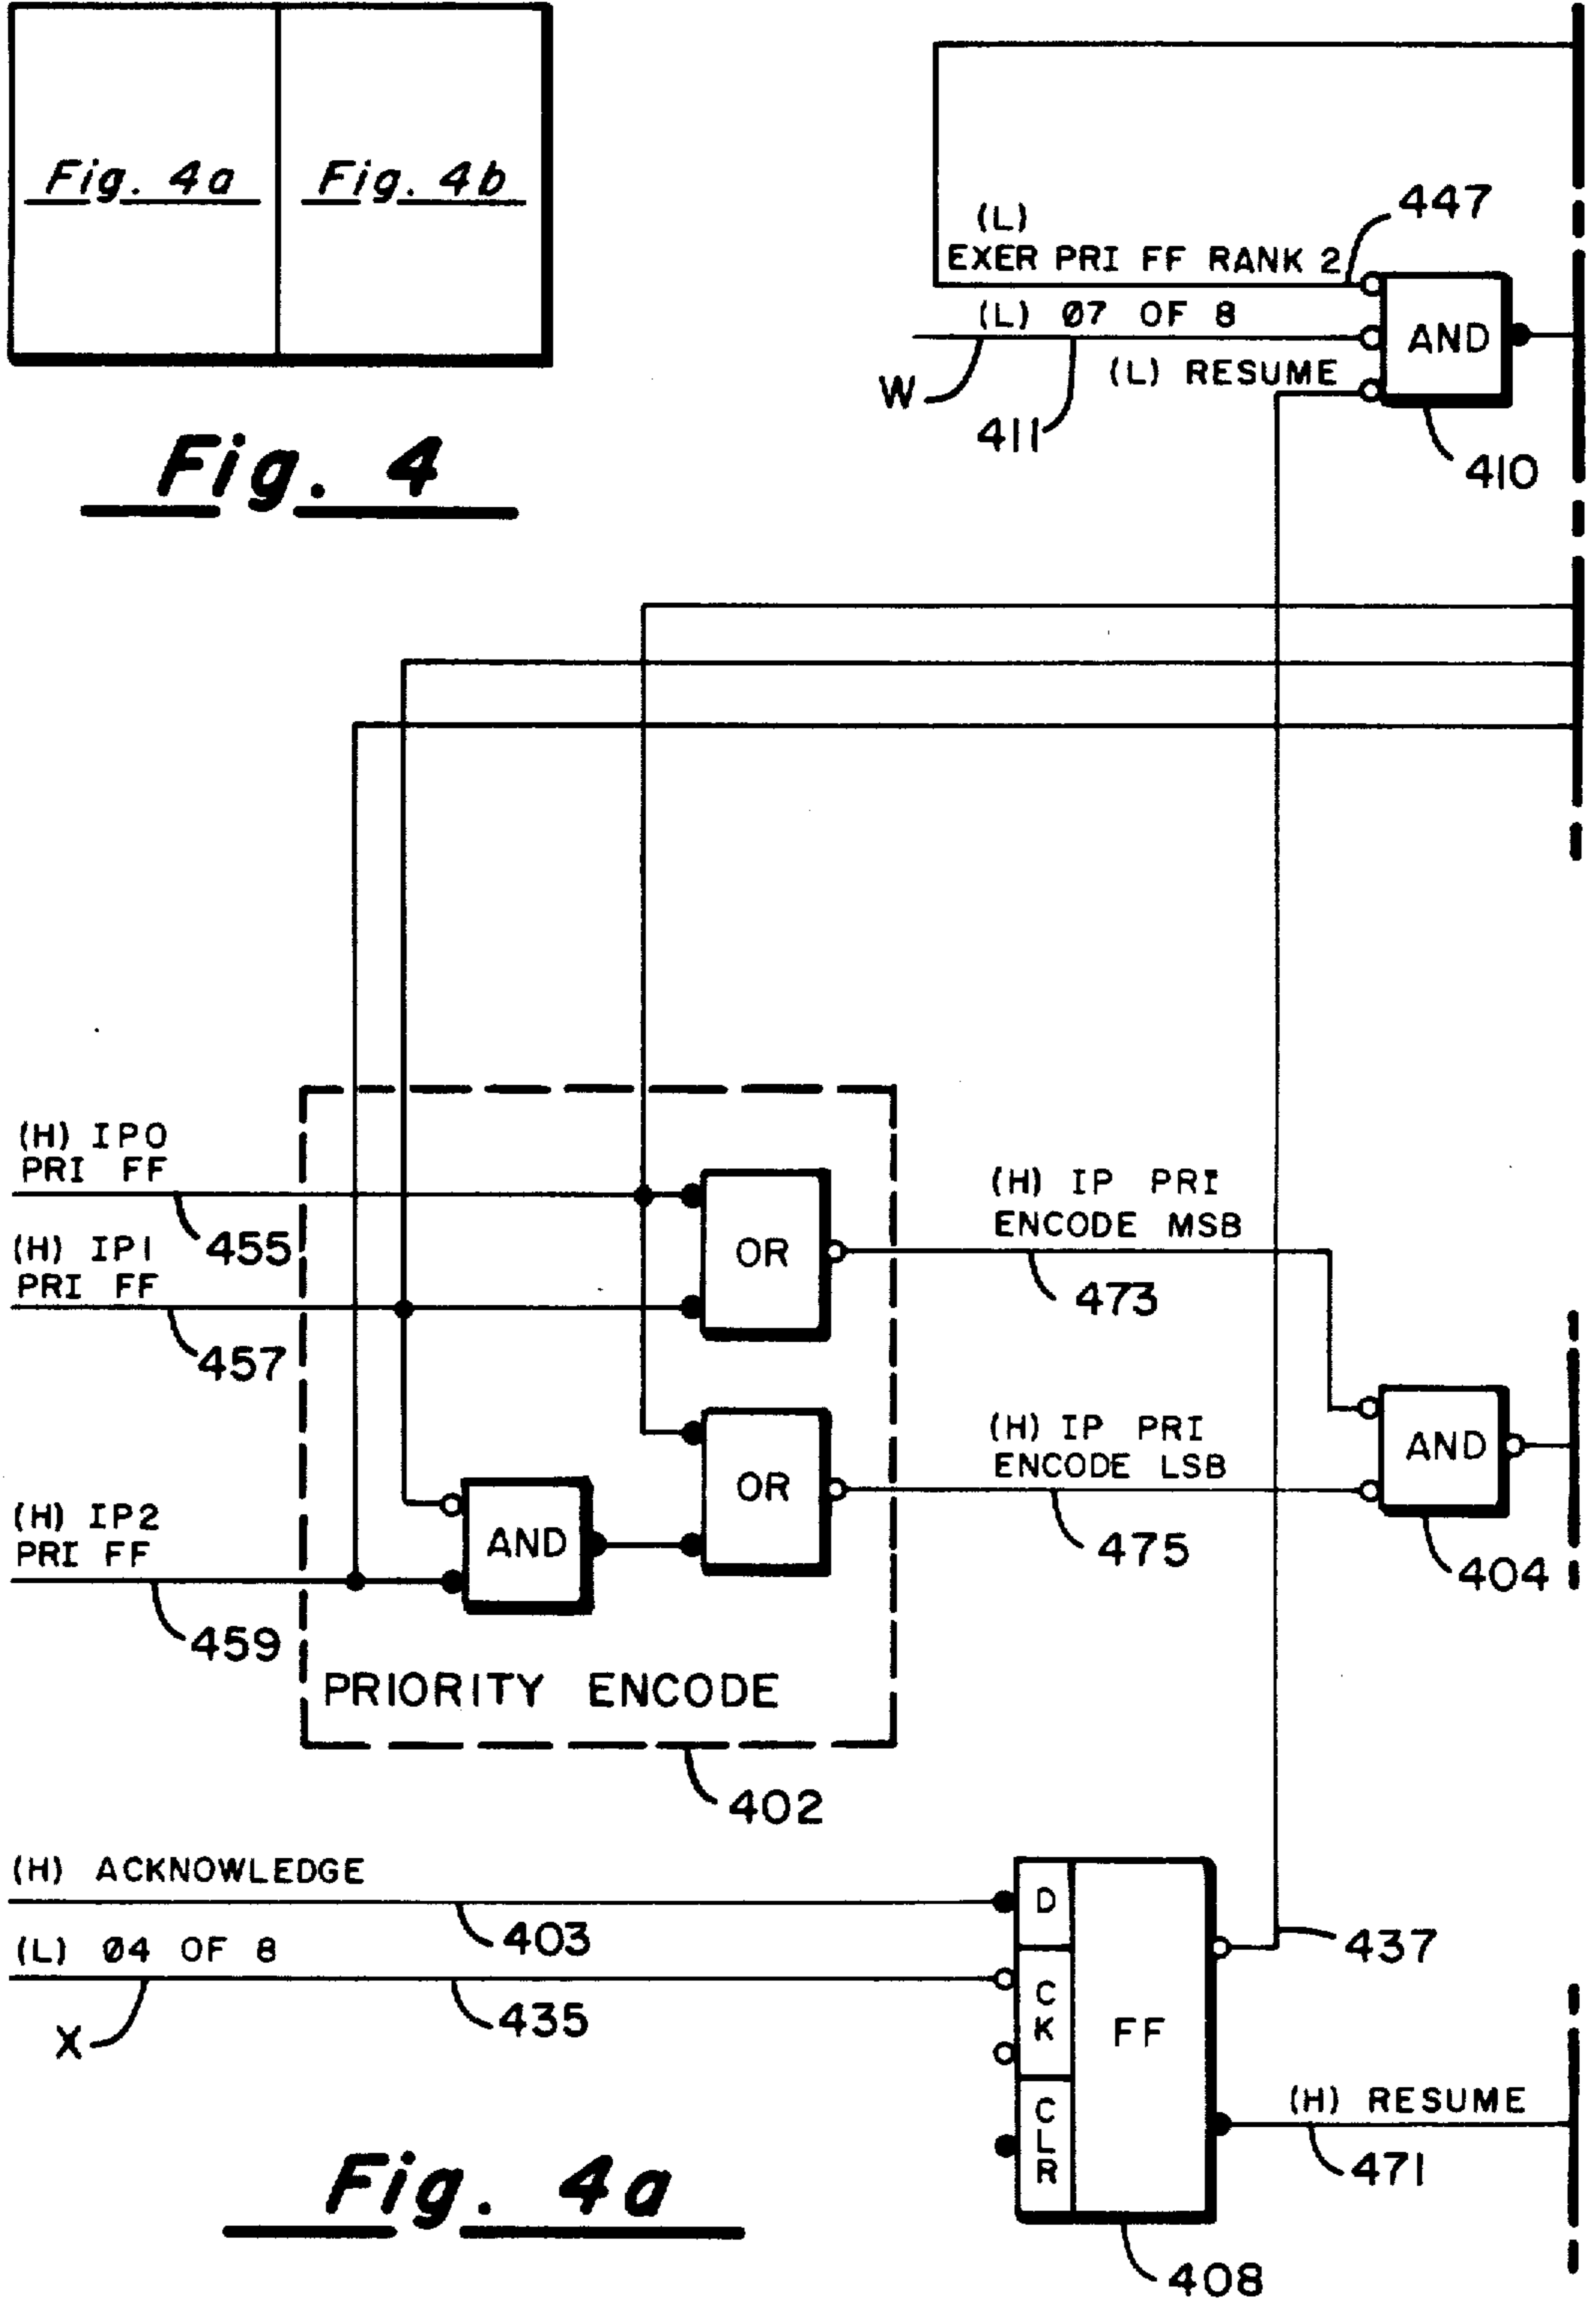 Fig. 4a
Fig. 4b
Fig. 4
(L)
EXER PRI FF RANK 2
447
(L) Ø7 OF 8
W
411
(L) RESUME
AND
410
(H) IP0
PRI FF
455
(H) IP1
PRI FF
457
(H) IP2
PRI FF
459
OR
OR
AND
PRIORITY ENCODE
402
(H) IP PRI
ENCODE MSB
473
(H) IP PRI
ENCODE LSB
475
AND
404
(H) ACKNOWLEDGE
403
(L) Ø4 OF 8
X
435
D
CK
CLR
FF
437
(H) RESUME
471
408
Fig. 4a